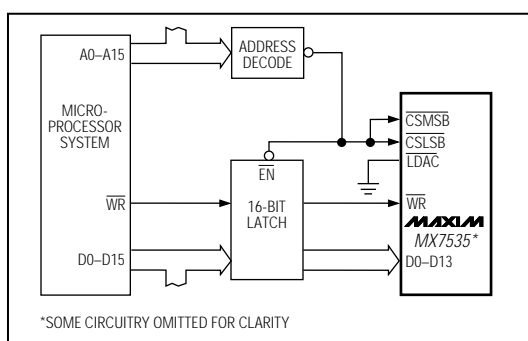 A0–A15
ADDRESS
DECODE
MICRO-
PROCESSOR
SYSTEM
CSMSB
CSLSB
LDAC
EN
WR
16-BIT
LATCH
WR
MAXIM
MX7535*
D0–D15
D0–D13
*SOME CIRCUITRY OMITTED FOR CLARITY